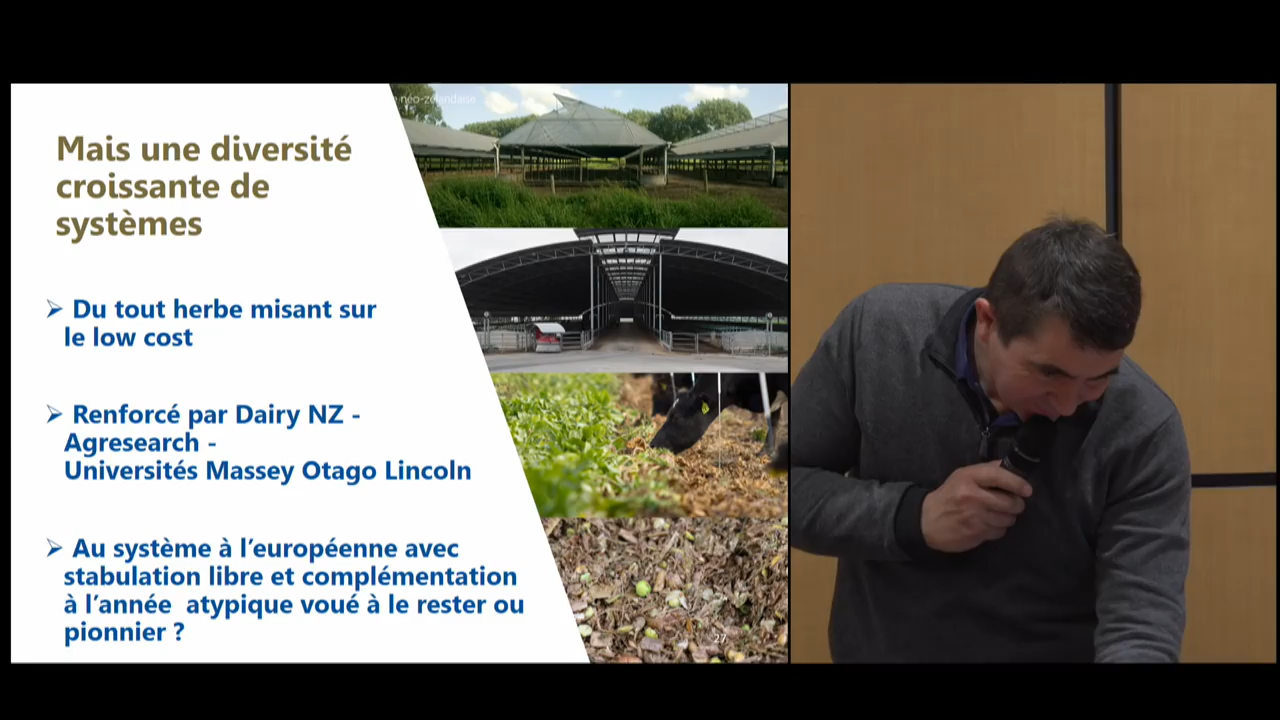 néo-zélandaise
Mais une diversité
croissante de
systèmes
➢ Du tout herbe misant sur
le low cost
➢ Renforcé par Dairy NZ -
Agresearch -
Universités Massey Otago Lincoln
➢ Au système à l’européenne avec
stabulation libre et complémentation
à l’année  atypique voué à le rester ou
pionnier ?
27